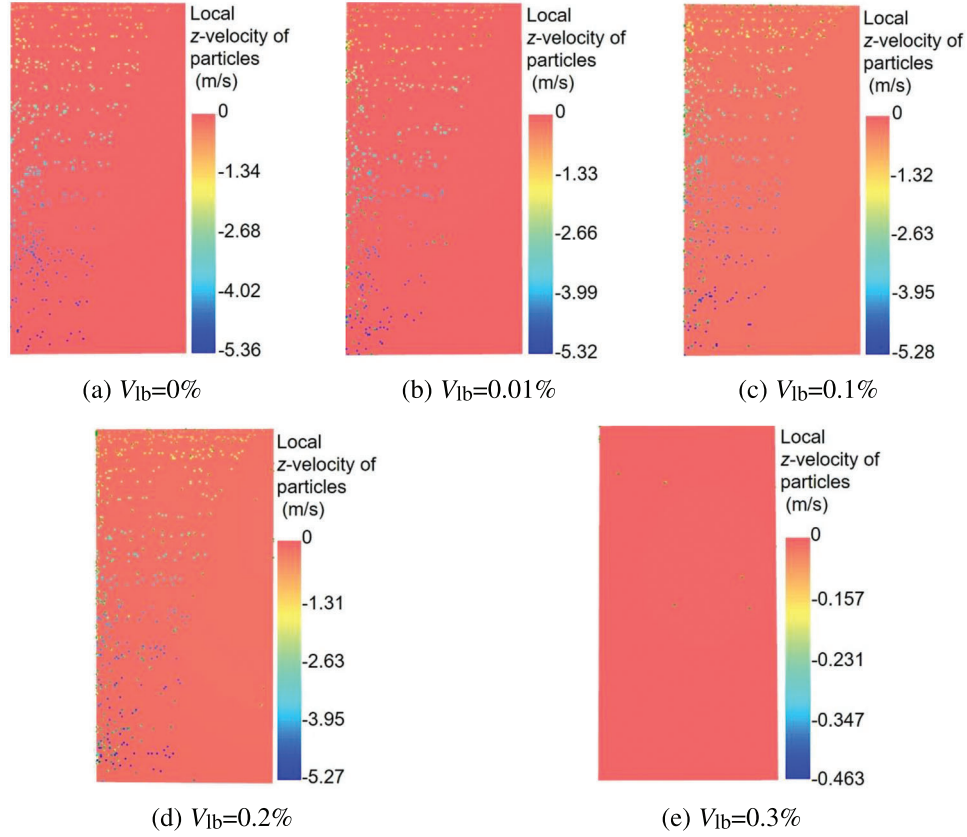 Local
z-velocity of
particles
(m/s)
0
-1.34
-2.68
-4.02
-5.36
(a) Vlb=0%
Local
z-velocity of
particles
(m/s)
0
-1.33
-2.66
-3.99
-5.32
(b) Vlb=0.01%
Local
z-velocity of
particles
(m/s)
0
-1.32
-2.63
-3.95
-5.28
(c) Vlb=0.1%
Local
z-velocity of
particles
(m/s)
0
-1.31
-2.63
-3.95
-5.27
(d) Vlb=0.2%
Local
z-velocity of
particles
(m/s)
0
-0.157
-0.231
-0.347
-0.463
(e) Vlb=0.3%